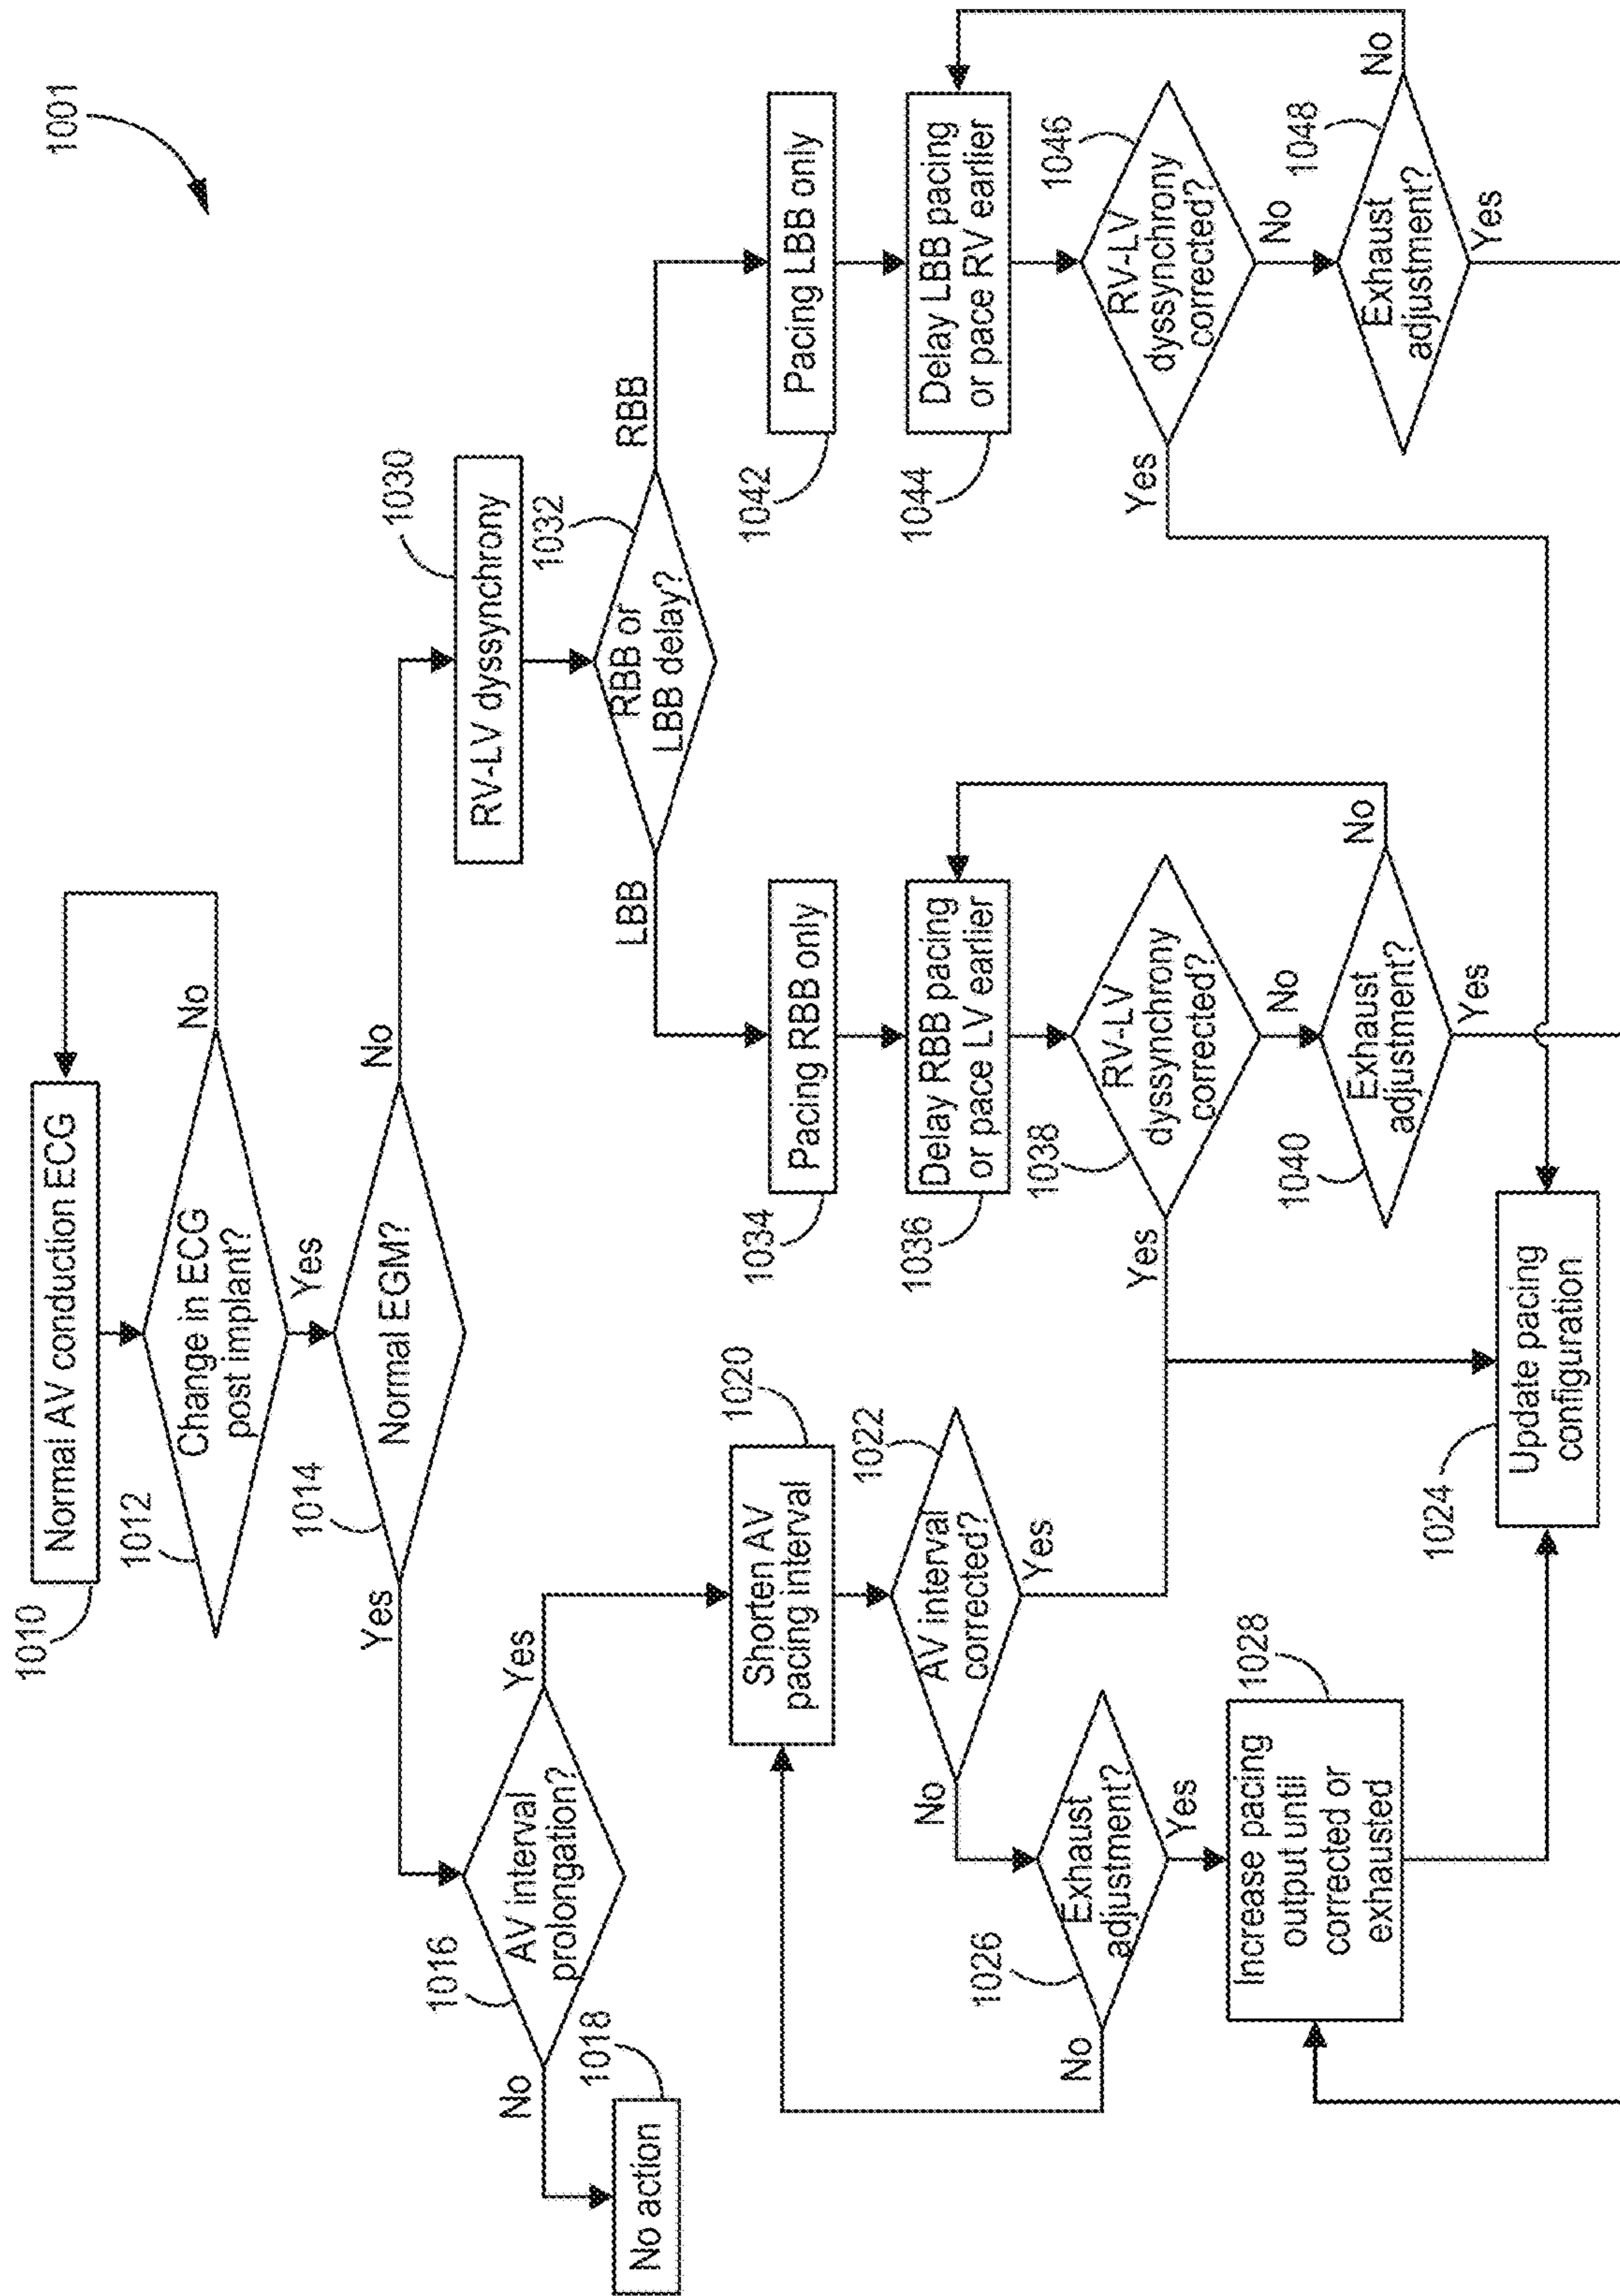 1001
1010
Normal AV conduction ECG
1012
Change in ECG
post implant?
No
Yes
1014
Normal EGM?
Yes
No
1016
AV interval
prolongation?
No
Yes
1018
No action
1030
RV-LV dyssynchrony
1032
RBB or
LBB delay?
LBB
RBB
1020
Shorten AV
pacing interval
1034
Pacing RBB only
1042
Pacing LBB only
1022
AV interval
corrected?
No
Yes
1036
Delay RBB pacing
or pace LV earlier
1044
Delay LBB pacing
or pace RV earlier
1026
Exhaust
adjustment?
No
Yes
1038
RV-LV
dyssynchrony
corrected?
Yes
No
1046
RV-LV
dyssynchrony
corrected?
Yes
No
1028
Increase pacing
output until
corrected or
exhausted
1040
Exhaust
adjustment?
No
Yes
1048
Exhaust
adjustment?
No
Yes
1024
Update pacing
configuration